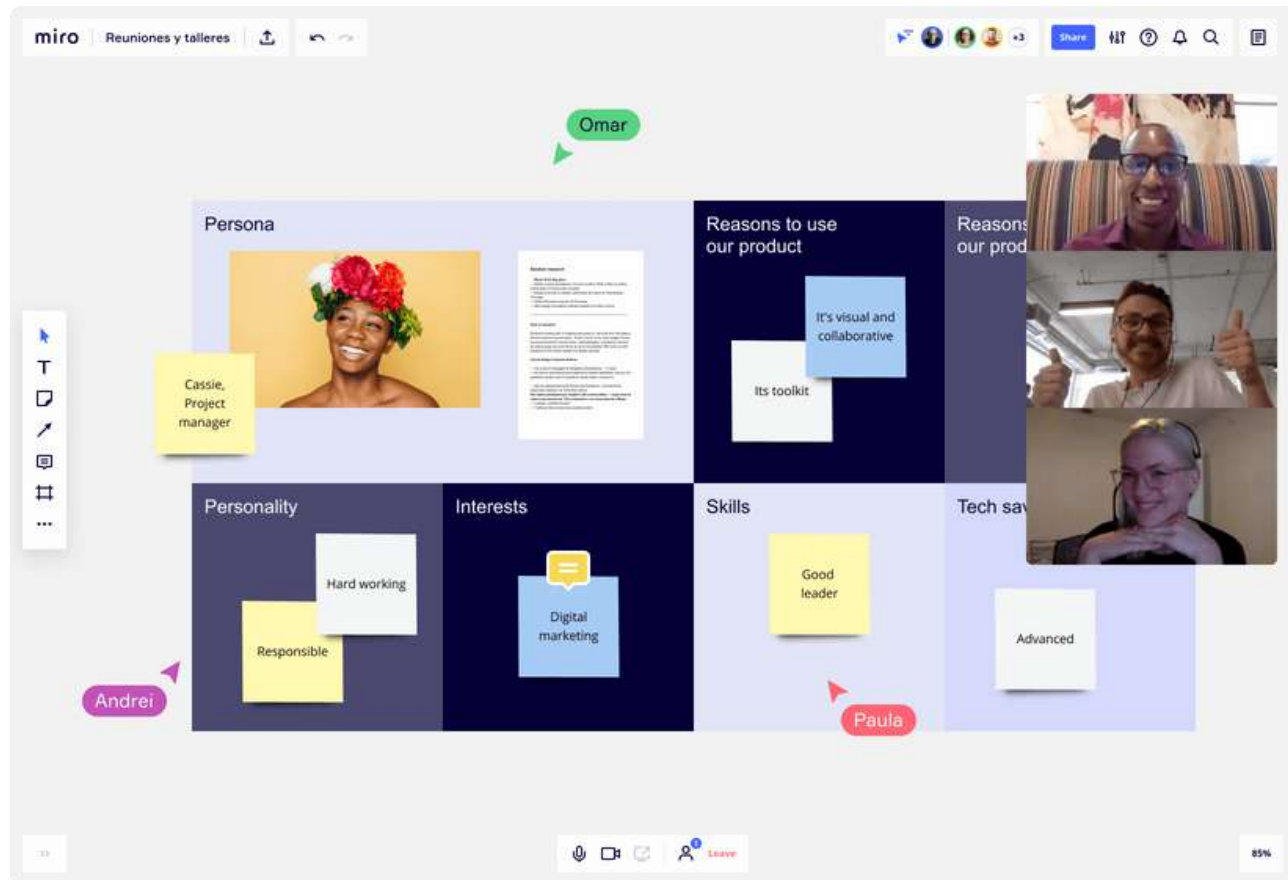 miro
Reuniones y talleres
+3
Share
Omar
Persona
Reasons to use
our product
Reasons
our prod
It's visual and
collaborative
Its toolkit
Cassie,
Project
manager
Personality
Interests
Skills
Tech sav
Hard working
Responsible
Digital
marketing
Good
leader
Advanced
Andrei
Paula
Leave
85%